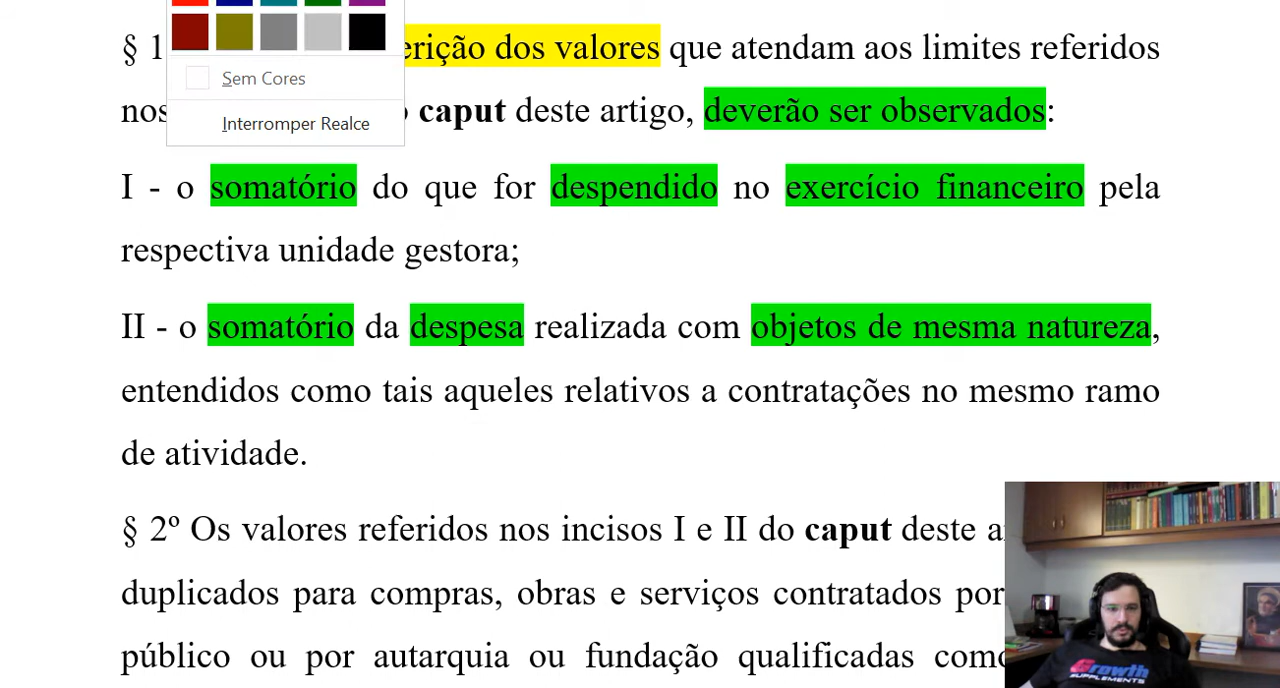 § 1
erição dos valores que atendam aos limites referidos
Sem Cores
nos
caput deste artigo, deverão ser observados:
Interromper Realce
I - o somatório do que for despendido no exercício financeiro pela
respectiva unidade gestora;
II - o somatório da despesa realizada com objetos de mesma natureza,
entendidos como tais aqueles relativos a contratações no mesmo ramo
de atividade.
§ 2º Os valores referidos nos incisos I e II do caput deste a
duplicados para compras, obras e serviços contratados por
público ou por autarquia ou fundação qualificadas como
Growth
SUPPLEMENTS